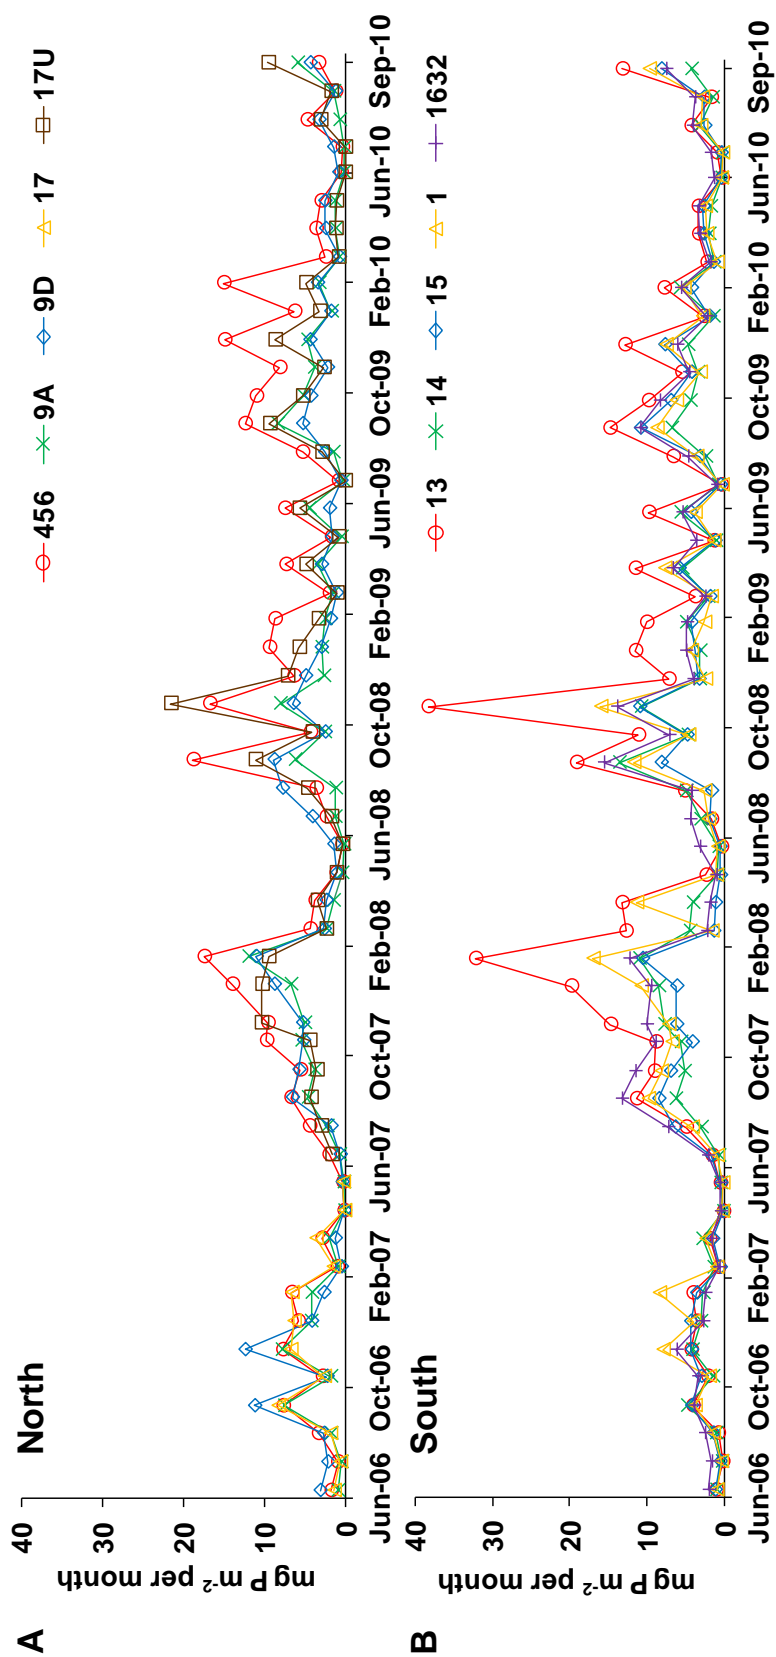 A
North
456 9A 9D 17 17U
mg P m⁻² per month
40
30
20
10
0
Jun-06 Oct-06 Feb-07 Jun-07 Oct-07 Feb-08 Jun-08 Oct-08 Feb-09 Jun-09 Oct-09 Feb-10 Jun-10 Sep-10
B
South
13 14 15 1 1632
mg P m⁻² per month
40
30
20
10
0
Jun-06 Oct-06 Feb-07 Jun-07 Oct-07 Feb-08 Jun-08 Oct-08 Feb-09 Jun-09 Oct-09 Feb-10 Jun-10 Sep-10